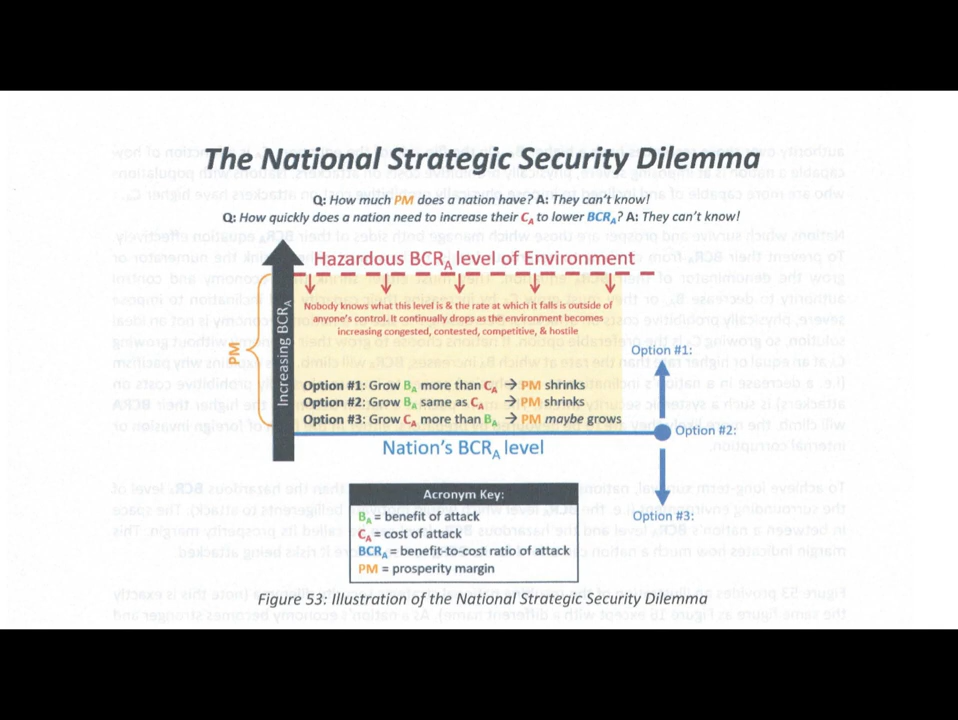 The National Strategic Security Dilemma
Q: How much PM does a nation have? A: They can't know!
Q: How quickly does a nation need to increase their CA to lower BCRA? A: They can't know!
Hazardous BCRA level of Environment
Nobody knows what this level is & the rate at which it falls is outside of
anyone's control. It continually drops as the environment becomes
increasing congested, contested, competitive, & hostile
PM
Increasing BCRA
Option #1: Grow BA more than CA → PM shrinks
Option #2: Grow BA same as CA → PM shrinks
Option #3: Grow CA more than BA → PM maybe grows
Nation's BCRA level
Option #1:
Option #2:
Option #3:
Acronym Key:
BA = benefit of attack
CA = cost of attack
BCRA = benefit-to-cost ratio of attack
PM = prosperity margin
Figure 53: Illustration of the National Strategic Security Dilemma